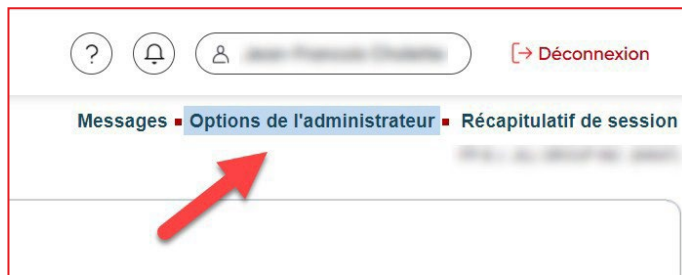 ? Déconnexion
Messages Options de l'administrateur Récapitulatif de session